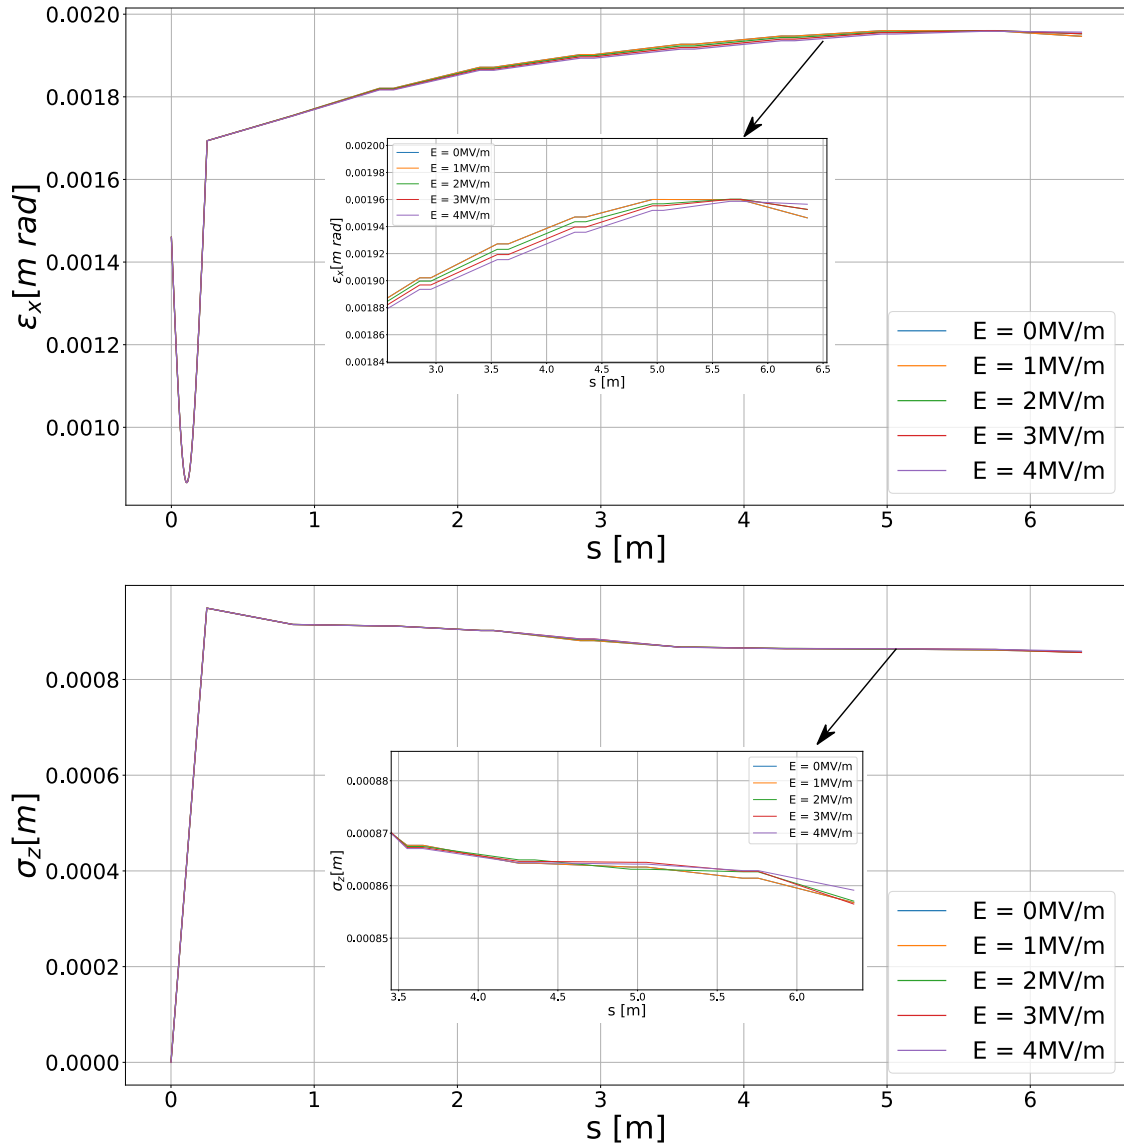 0.0020
0.0018
0.0016
0.0014
0.0012
0.0010
ε_x[m rad]
0 1 2 3 4 5 6
s [m]
E = 0MV/m
E = 1MV/m
E = 2MV/m
E = 3MV/m
E = 4MV/m
0.00200
0.00198
0.00196
0.00194
0.00192
0.00190
0.00188
0.00186
0.00184
ε_x[m rad]
E = 0MV/m
E = 1MV/m
E = 2MV/m
E = 3MV/m
E = 4MV/m
3.0 3.5 4.0 4.5 5.0 5.5 6.0 6.5
s [m]
0.0008
0.0006
0.0004
0.0002
0.0000
σ_z[m]
0 1 2 3 4 5 6
s [m]
E = 0MV/m
E = 1MV/m
E = 2MV/m
E = 3MV/m
E = 4MV/m
0.00088
0.00087
0.00086
0.00085
σ_z[m]
E = 0MV/m
E = 1MV/m
E = 2MV/m
E = 3MV/m
E = 4MV/m
3.5 4.0 4.5 5.0 5.5 6.0
s [m]